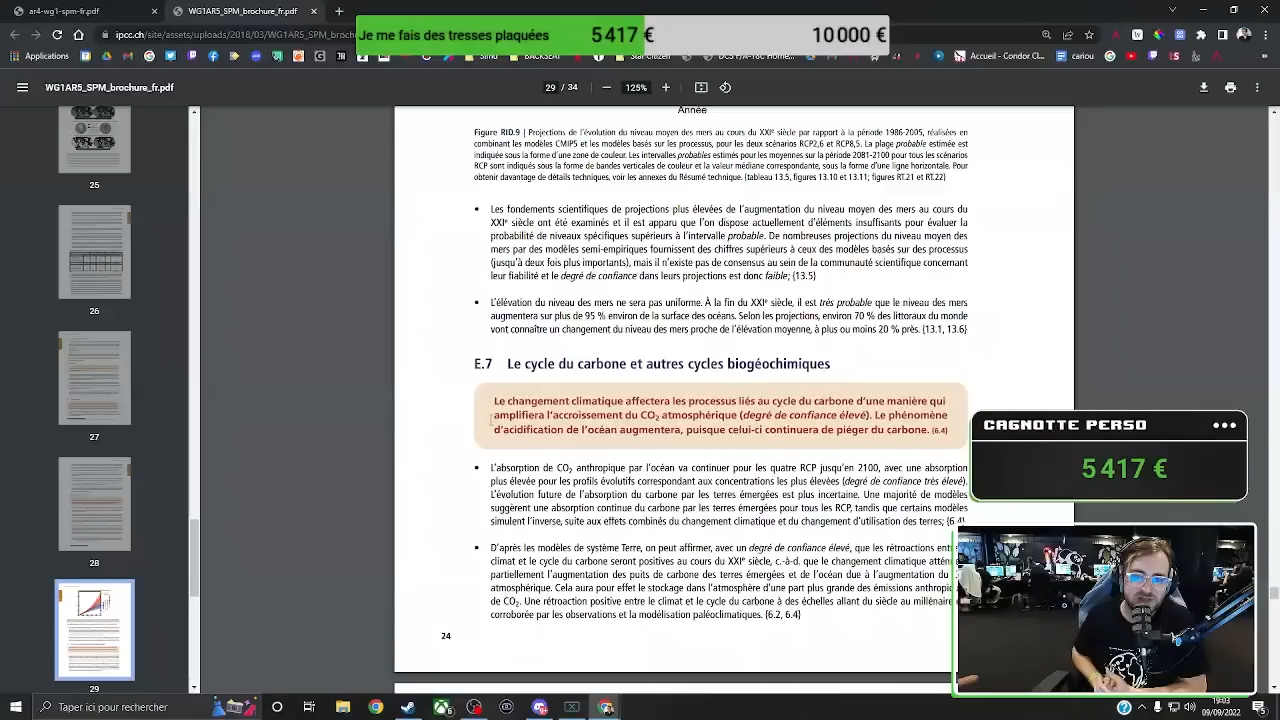 ar4-wg1-spm-fr.pdf
WG1AR5_SPM_brochure_fr.pdf
Je me fais des tresses plaquées 5 417 € 10 000 €
Applications
Accueil - Go Cont...
cariou
WG1AR5_SPM_brochure_fr.pdf
29 / 34
125%
Année
Figure RID.9 | Projections de l'évolution du niveau moyen des mers au cours du XXIe siècle par rapport à la période 1986-2005, réalisées en
combinant les modèles CMIP5 et les modèles basés sur les processus, pour les deux scénarios RCP2,6 et RCP8,5. La plage probable estimée est
indiquée sous la forme d'une zone de couleur. Les intervalles probables estimés pour les moyennes sur la période 2081-2100 pour tous les scénarios
RCP sont indiqués sous la forme de bandes verticales de couleur et la valeur médiane correspondante, sous la forme d'une ligne horizontale. Pour
obtenir davantage de détails techniques, voir les annexes du Résumé technique. {tableau 13.5, figures 13.10 et 13.11; figures RT.21 et RT.22}
• Les fondements scientifiques de projections plus élevées de l'augmentation du niveau moyen des mers au cours du
XXIe siècle ont été examinés et il est apparu que l'on dispose actuellement d'éléments insuffisants pour évaluer la
probabilité de niveaux spécifiques supérieurs à l'intervalle probable. De nombreuses projections du niveau moyen des
mers par des modèles semi-empiriques fournissent des chiffres supérieurs à ceux des modèles basés sur des processus
(jusqu'à deux fois plus importants), mais il n'existe pas de consensus au sein de la communauté scientifique concernant
leur fiabilité et le degré de confiance dans leurs projections est donc faible; {13.5}
• L'élévation du niveau des mers ne sera pas uniforme. À la fin du XXIe siècle, il est très probable que le niveau des mers
augmentera sur plus de 95 % environ de la surface des océans. Selon les projections, environ 70 % des littoraux du monde
vont connaître un changement du niveau des mers proche de l'élévation moyenne, à plus ou moins 20 % près. {13.1, 13.6}
E.7 Le cycle du carbone et autres cycles biogéochimiques
Le changement climatique affectera les processus liés au cycle du carbone d'une manière qui
amplifiera l'accroissement du CO2 atmosphérique (degré de confiance élevé). Le phénomène
d'acidification de l'océan augmentera, puisque celui-ci continuera de piéger du carbone. {6.4}
CAGNOTTE PERSO
5 417 €
• L'absorption de CO2 anthropique par l'océan va continuer pour les quatre RCP jusqu'en 2100, avec une absorption
plus élevée pour les profils évolutifs correspondant aux concentrations les plus élevées (degré de confiance très élevé).
L'évolution future de l'absorption du carbone par les terres émergées est plus incertaine. Une majorité de modèles
suggèrent une absorption continue du carbone par les terres émergées pour tous les RCP, tandis que certains modèles
simulent l'inverse, suite aux effets combinés du changement climatique et du changement d'utilisation des terres; {6.4}
• D'après les modèles de système Terre, on peut affirmer, avec un degré de confiance élevé, que les rétroactions ent
climat et le cycle du carbone seront positives au cours du XXIe siècle, c.-à-d. que le changement climatique attén
partiellement l'augmentation des puits de carbone des terres émergées et de l'océan due à l'augmentation du
atmosphérique. Cela aura pour effet le stockage dans l'atmosphère d'une part plus grande des émissions anthropi
de CO2. Une rétroaction positive entre le climat et le cycle du carbone à des échelles allant du siècle au millénaire
corroborée par les observations et la modélisation paléoclimatiques. {6.2, 6.4}
24
27
29
Taper ici pour rechercher
19:03
09/09/2022